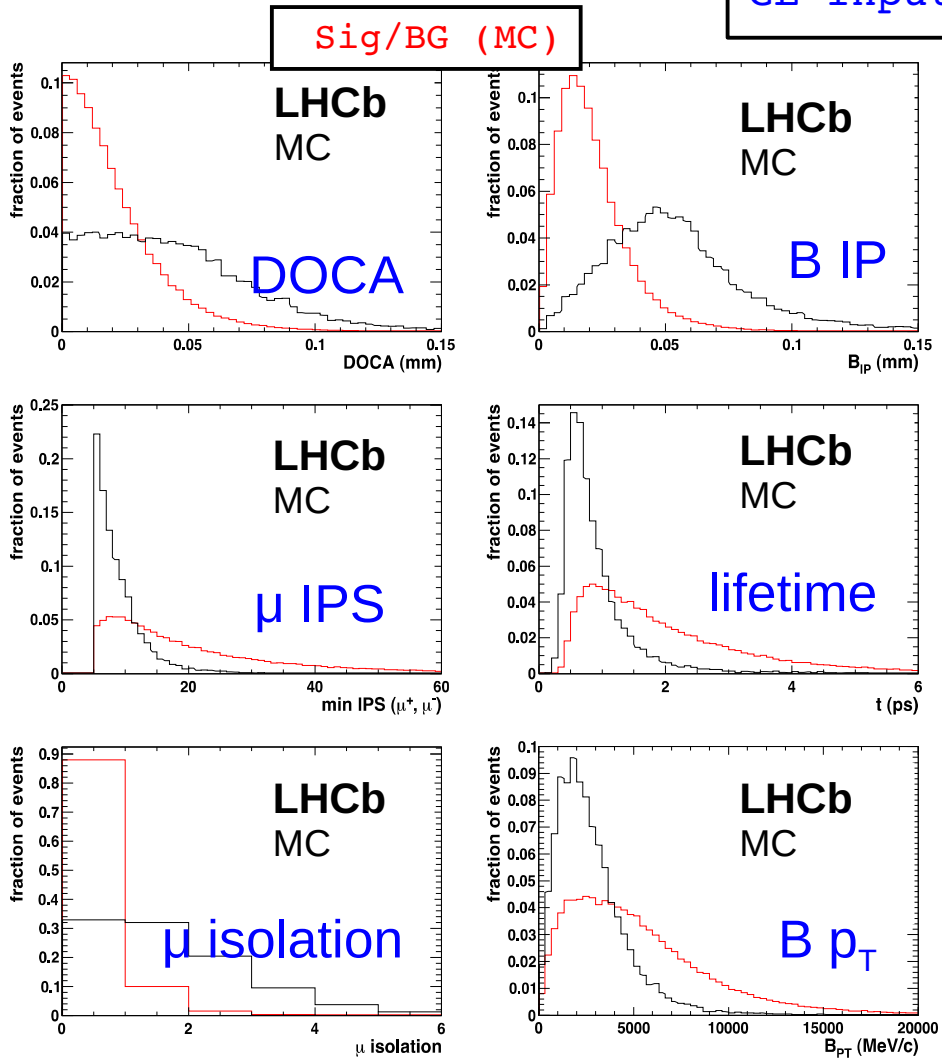 Sig/BG (MC)
fraction of events
0.1
0.08
0.06
0.04
0.02
0
LHCb
MC
DOCA
0
0.05
0.1
0.15
DOCA (mm)
fraction of events
0.1
0.08
0.06
0.04
0.02
0
LHCb
MC
B IP
0
0.05
0.1
0.15
B_IP (mm)
fraction of events
0.25
0.2
0.15
0.1
0.05
0
LHCb
MC
μ IPS
0
20
40
60
min IPS (μ⁺, μ⁻)
fraction of events
0.14
0.12
0.1
0.08
0.06
0.04
0.02
0
LHCb
MC
lifetime
0
2
4
6
t (ps)
fraction of events
0.9
0.8
0.7
0.6
0.5
0.4
0.3
0.2
0.1
0
LHCb
MC
μ isolation
0
2
4
6
μ isolation
fraction of events
0.1
0.09
0.08
0.07
0.06
0.05
0.04
0.03
0.02
0.01
0
LHCb
MC
B p_T
0
5000
10000
15000
20000
B_PT (MeV/c)